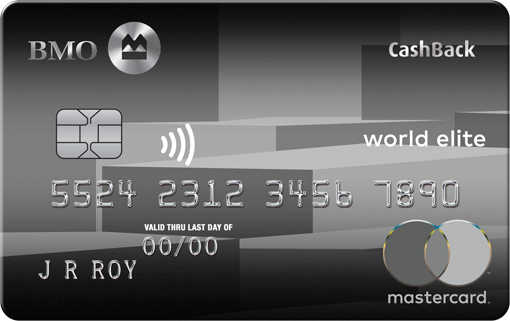 BMO
CashBack
world elite
5524 2312 3456 7890
VALID THRU LAST DAY OF
00/00
J R ROY
mastercard.